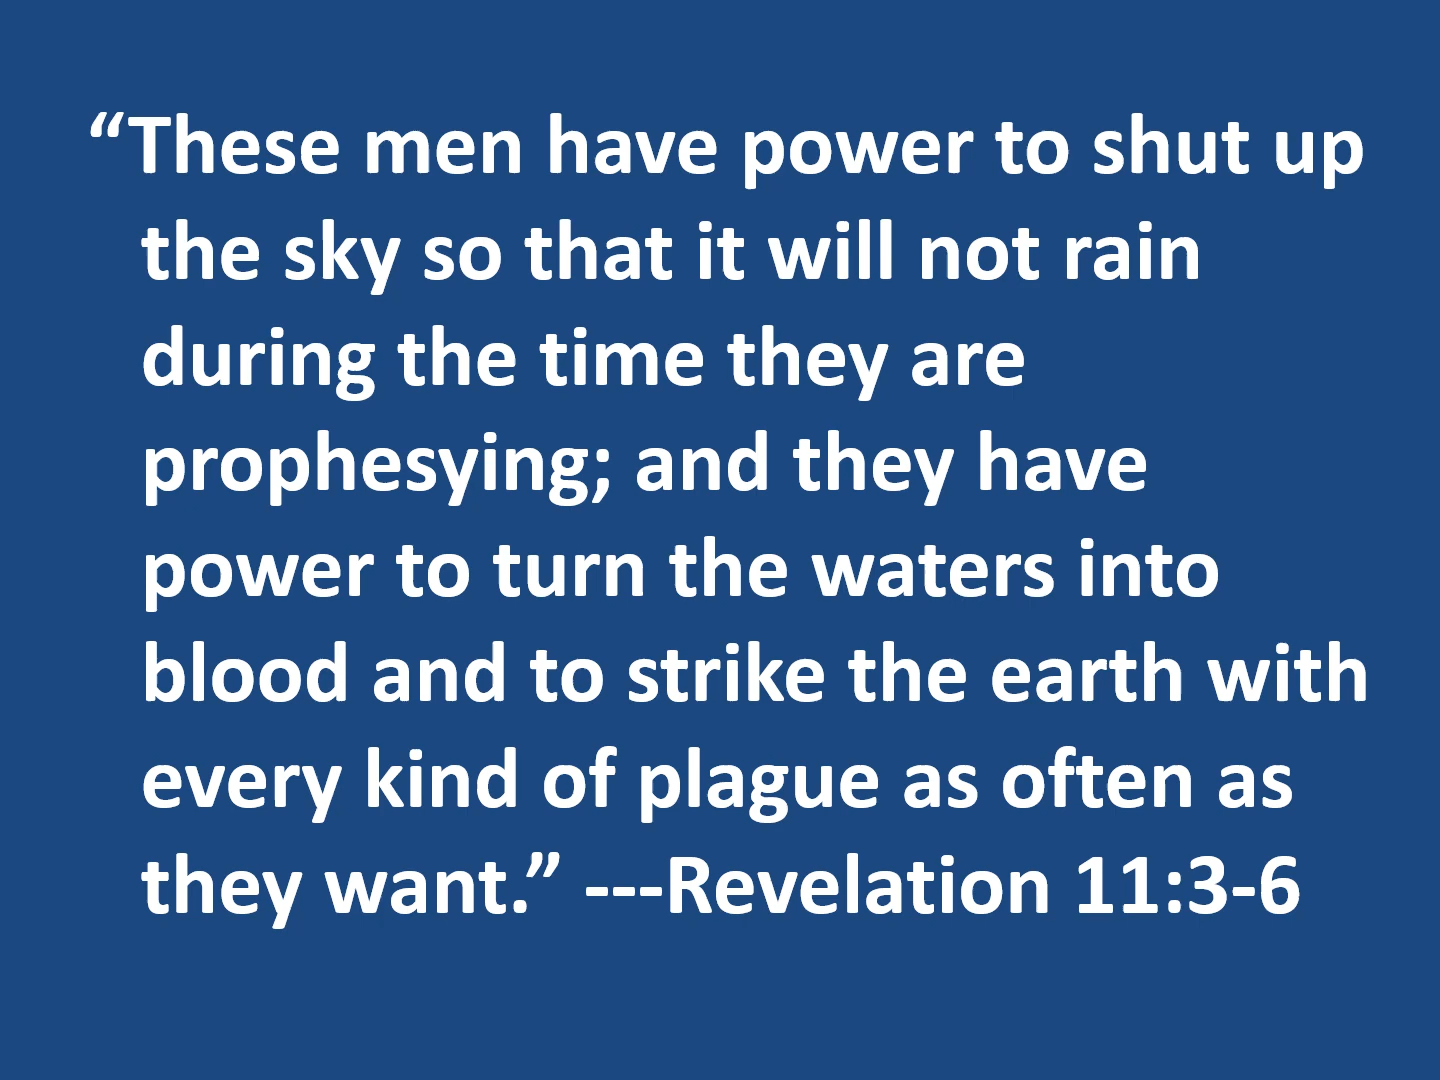 “These men have power to shut up
the sky so that it will not rain
during the time they are
prophesying; and they have
power to turn the waters into
blood and to strike the earth with
every kind of plague as often as
they want.” ---Revelation 11:3-6